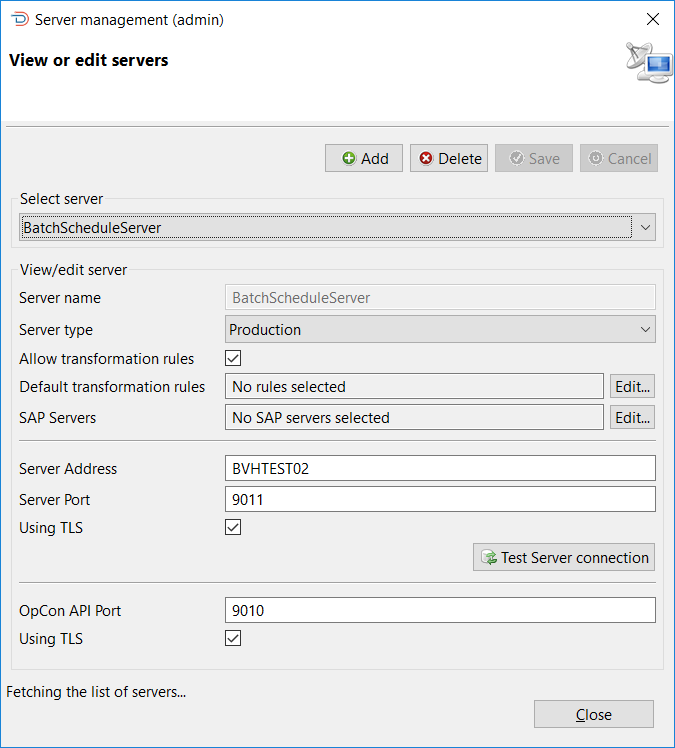 Server management (admin)
View or edit servers
Add Delete Save Cancel
Select server
BatchScheduleServer
View/edit server
Server name BatchScheduleServer
Server type Production
Allow transformation rules
Default transformation rules No rules selected Edit...
SAP Servers No SAP servers selected Edit...
Server Address BVHTEST02
Server Port 9011
Using TLS
Test Server connection
OpCon API Port 9010
Using TLS
Fetching the list of servers...
Close